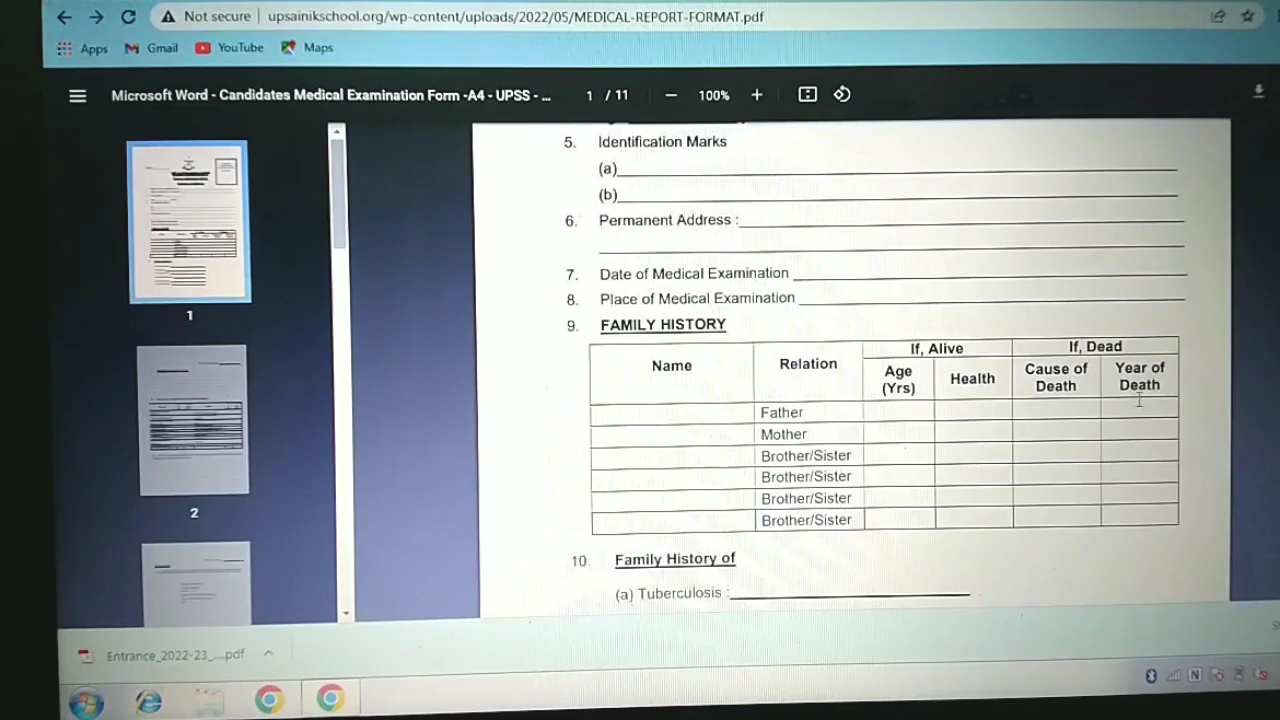 Not secure | upsainikschool.org/wp-content/uploads/2022/05/MEDICAL-REPORT-FORMAT.pdf
Apps Gmail YouTube Maps
Microsoft Word - Candidates Medical Examination Form -A4 - UPSS - ... 1 / 11 — 100% +
5. Identification Marks
(a)
(b)
6. Permanent Address :
7. Date of Medical Examination
8. Place of Medical Examination
9. FAMILY HISTORY
Name Relation If, Alive If, Dead
Age (Yrs) Health Cause of Death Year of Death
Father
Mother
Brother/Sister
Brother/Sister
Brother/Sister
Brother/Sister
10. Family History of
(a) Tuberculosis :
1
2
Entrance_2022-23_....pdf